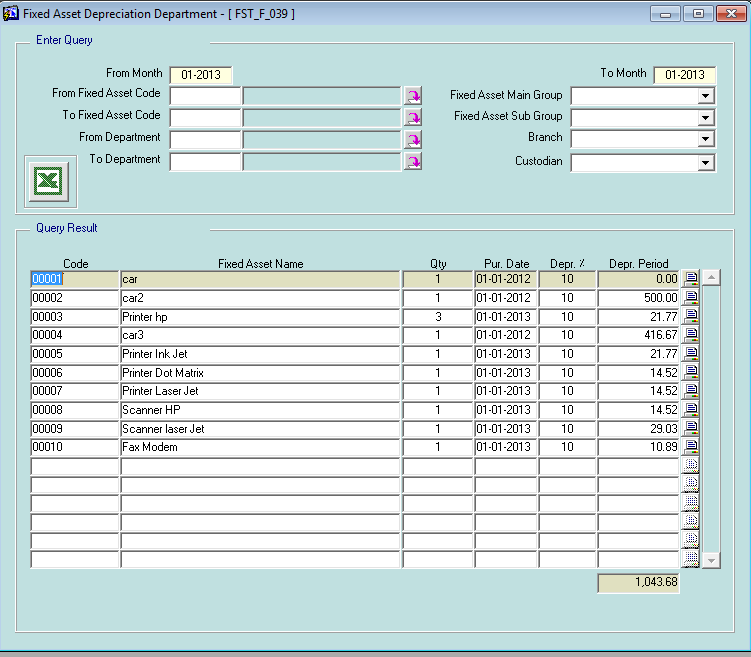 Fixed Asset Depreciation Department - [ FST_F_039 ]
Enter Query
From Month 01-2013 To Month 01-2013
From Fixed Asset Code Fixed Asset Main Group
To Fixed Asset Code Fixed Asset Sub Group
From Department Branch
To Department Custodian
Query Result
Code Fixed Asset Name Qty Pur. Date Depr. % Depr. Period
00001 car 1 01-01-2012 10 0.00
00002 car2 1 01-01-2012 10 500.00
00003 Printer hp 3 01-01-2013 10 21.77
00004 car3 1 01-01-2012 10 416.67
00005 Printer Ink Jet 1 01-01-2013 10 21.77
00006 Printer Dot Matrix 1 01-01-2013 10 14.52
00007 Printer Laser Jet 1 01-01-2013 10 14.52
00008 Scanner HP 1 01-01-2013 10 14.52
00009 Scanner laser Jet 1 01-01-2013 10 29.03
00010 Fax Modem 1 01-01-2013 10 10.89
1,043.68